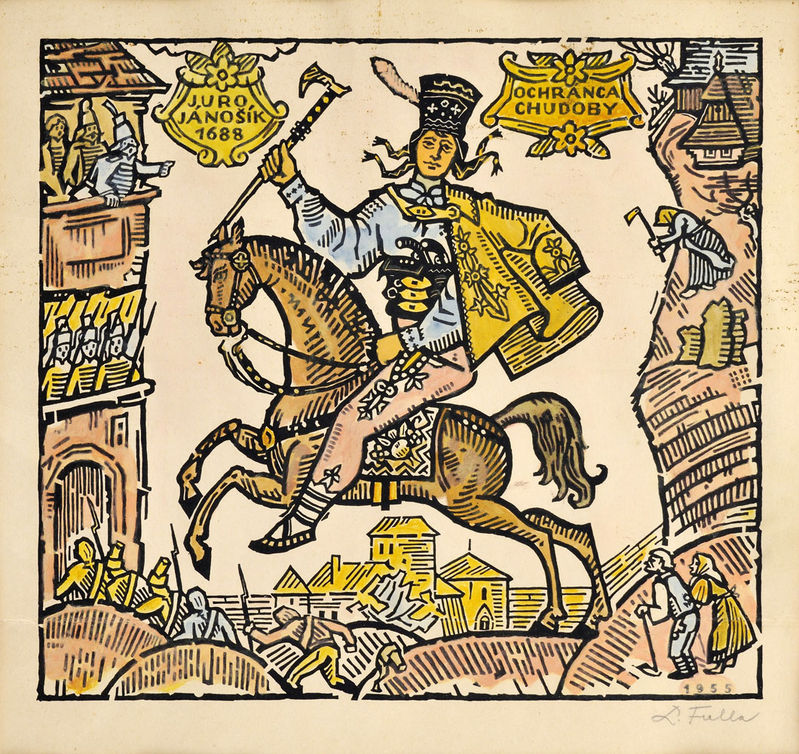 JURO
JÁNOŠÍK
1688
OCHRANCA
CHUDOBY
1955
Ľ. Fulla